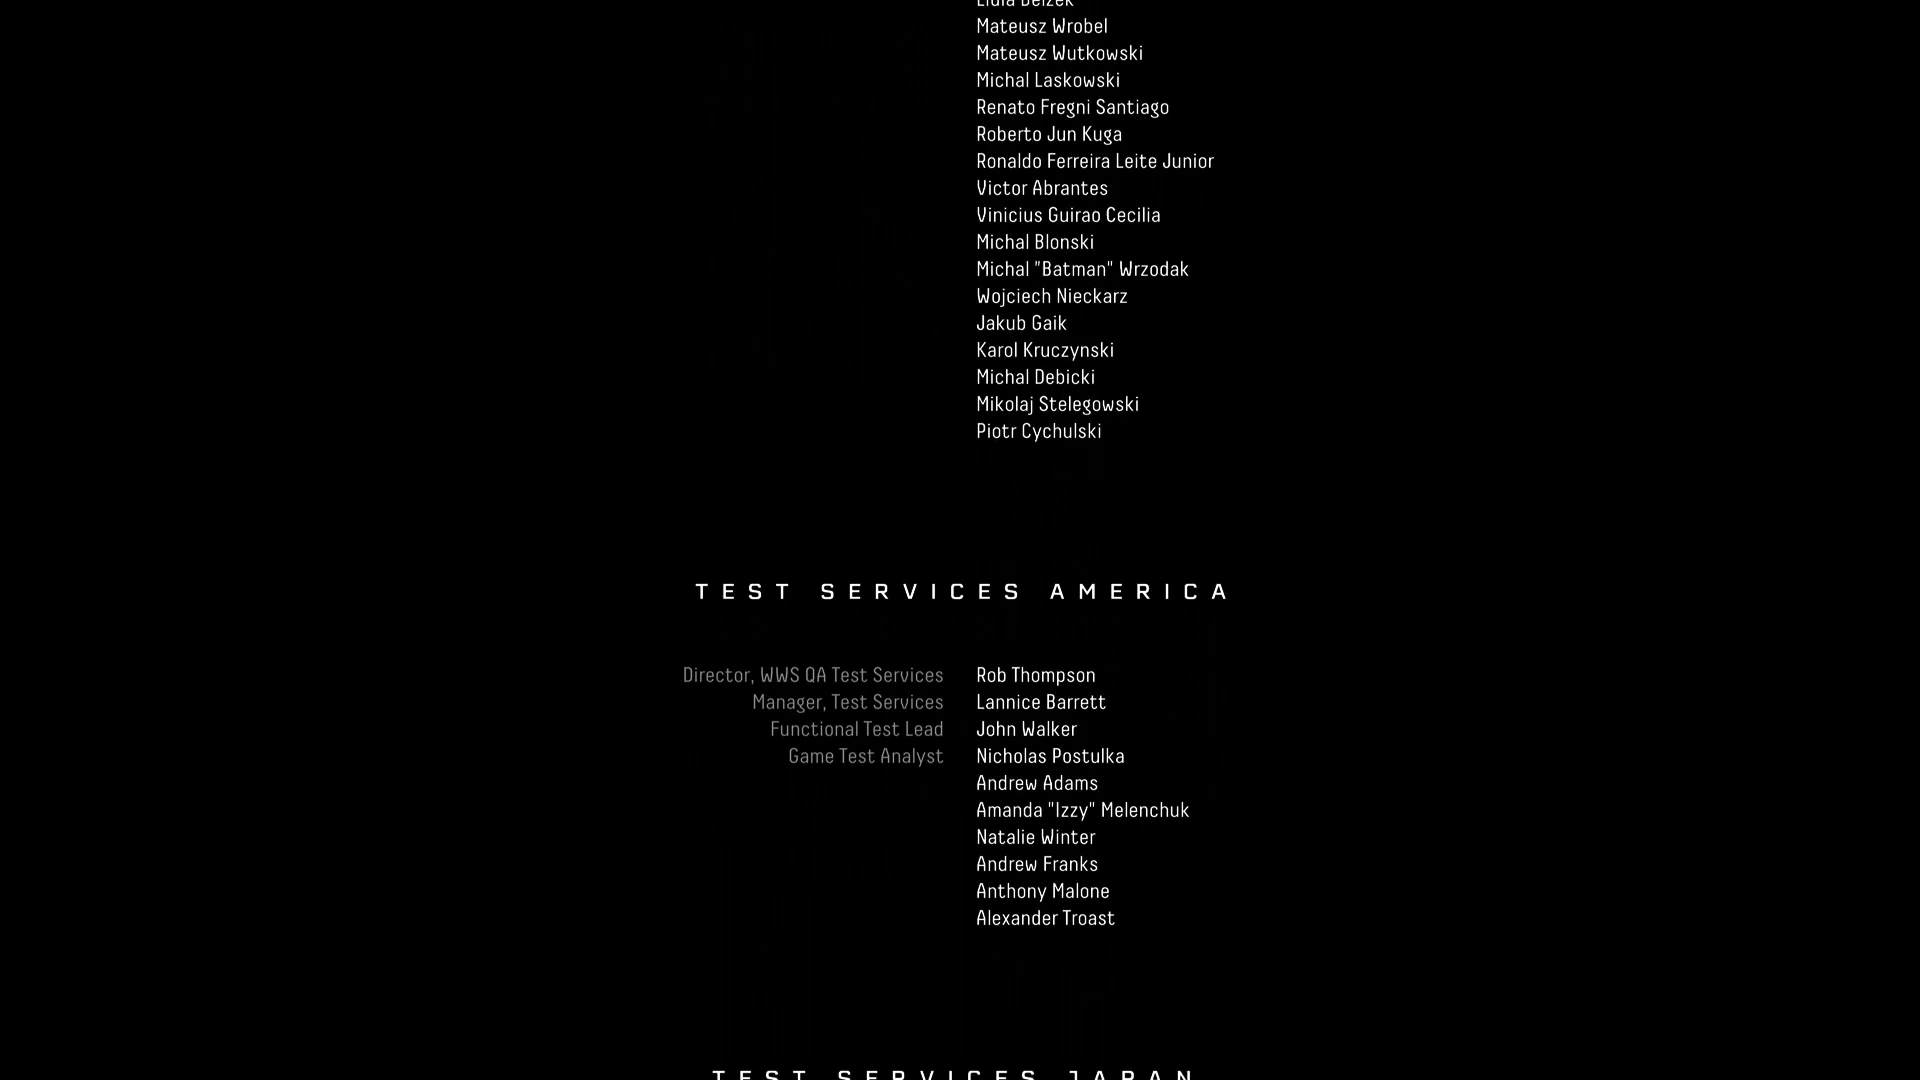 Mateusz Wrobel
Mateusz Wutkowski
Michal Laskowski
Renato Fregni Santiago
Roberto Jun Kuga
Ronaldo Ferreira Leite Junior
Victor Abrantes
Vinicius Guirao Cecilia
Michal Blonski
Michal "Batman" Wrzodak
Wojciech Nieckarz
Jakub Gaik
Karol Kruczynski
Michal Debicki
Mikolaj Stelegowski
Piotr Cychulski
TEST SERVICES AMERICA
Director, WWS QA Test Services Rob Thompson
Manager, Test Services Lannice Barrett
Functional Test Lead John Walker
Game Test Analyst Nicholas Postulka
Andrew Adams
Amanda "Izzy" Melenchuk
Natalie Winter
Andrew Franks
Anthony Malone
Alexander Troast
TEST SERVICES JAPAN